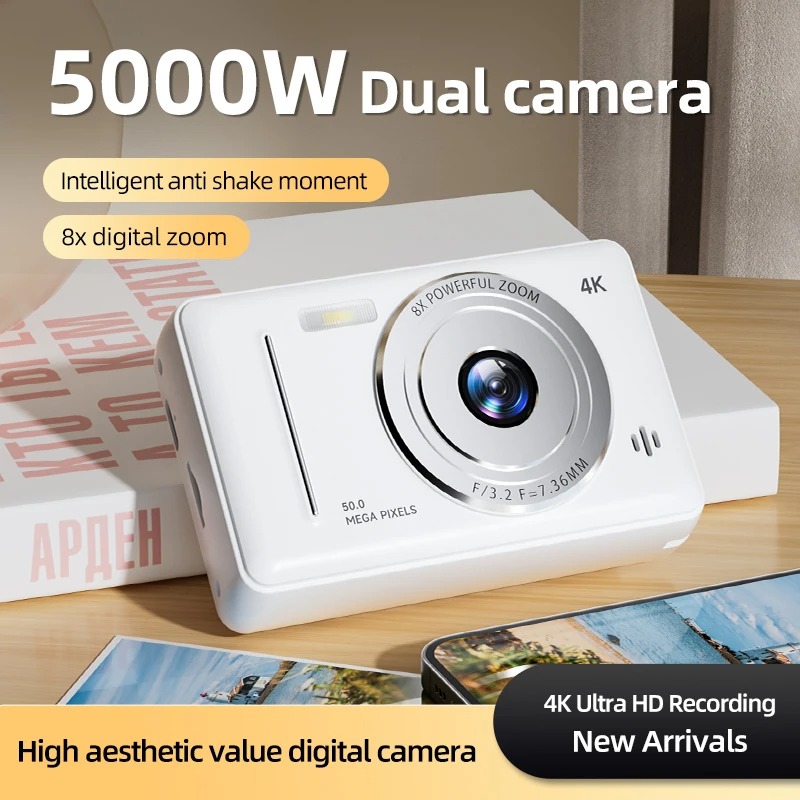 5000W Dual camera
Intelligent anti shake moment
8x digital zoom
8X POWERFUL ZOOM
4K
F/3.2 F=7.36MM
50.0
MEGA PIXELS
АРДЕН
4K Ultra HD Recording
New Arrivals
High aesthetic value digital camera